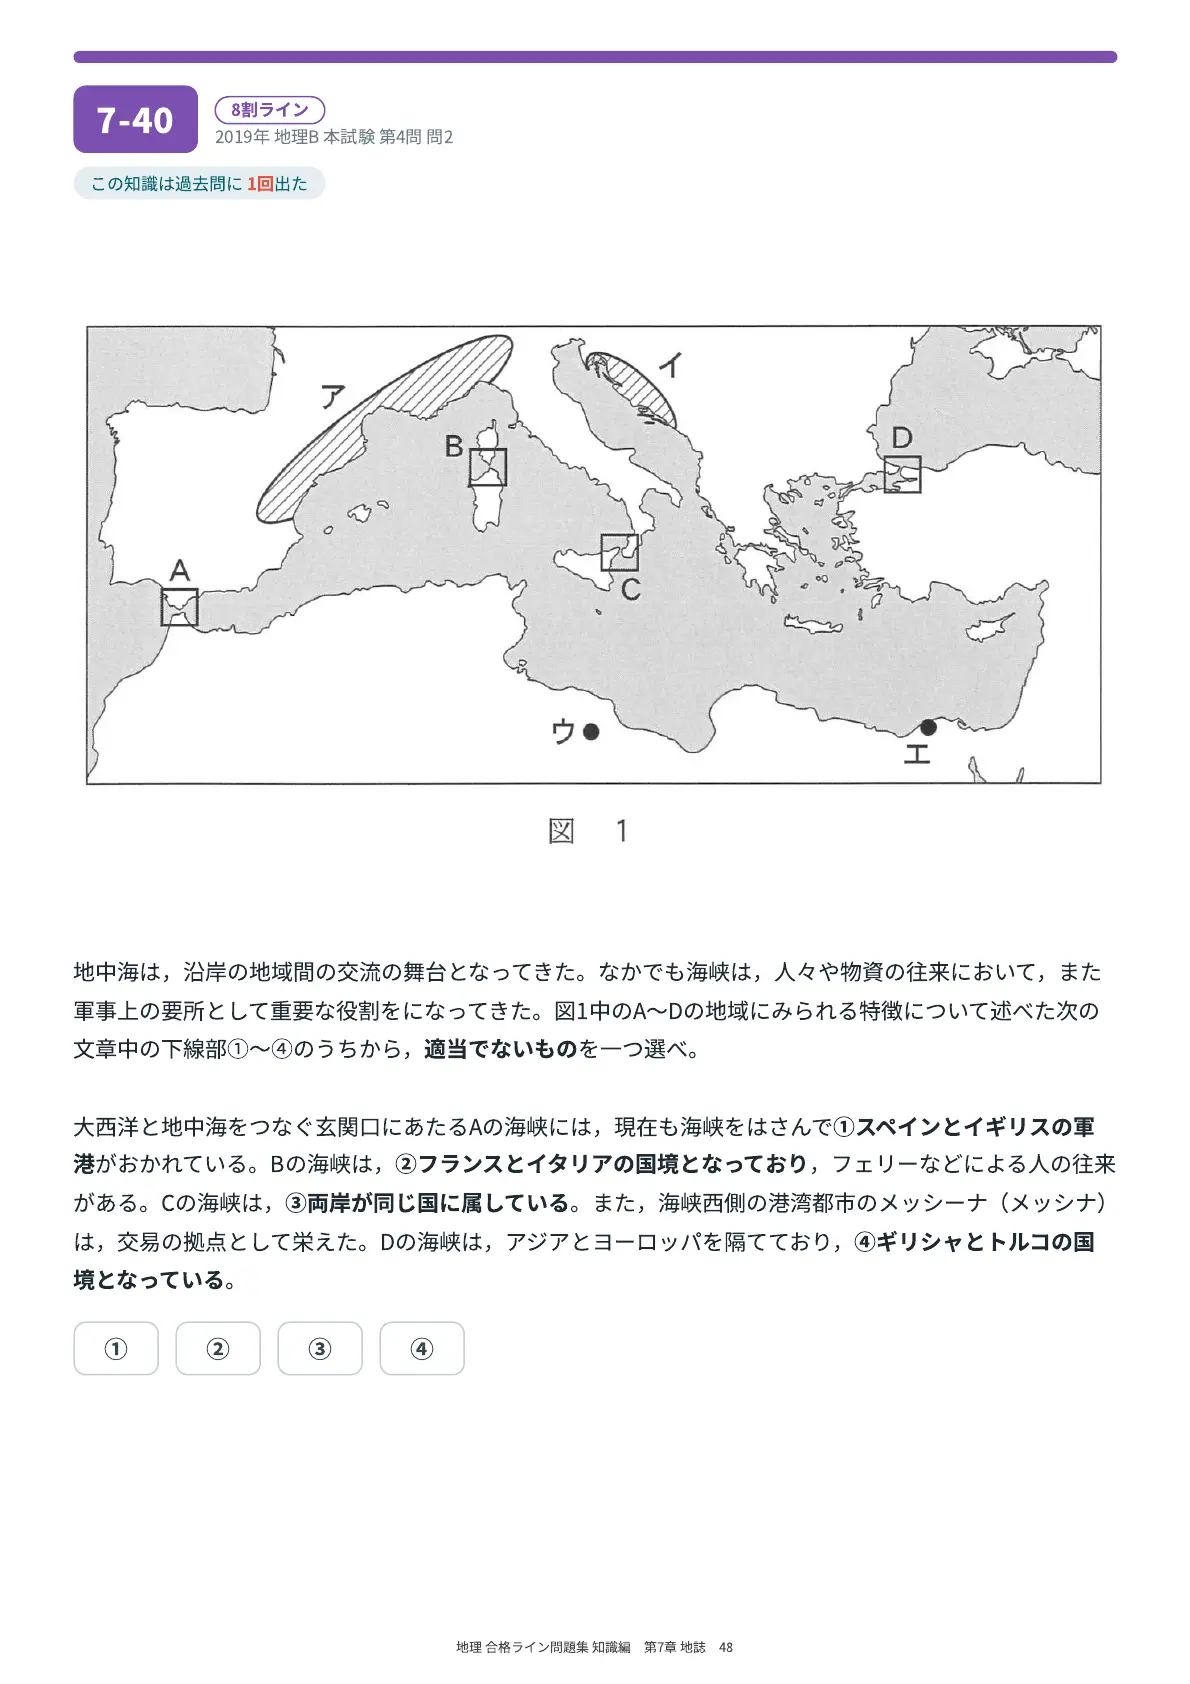 7-40
8割ライン
2019年 地理B 本試験 第4問 問2
この知識は過去問に 1回出た
ア
イ
B
D
A
C
ウ
エ
図 1
地中海は，沿岸の地域間の交流の舞台となってきた。なかでも海峡は，人々や物資の往来において，また
軍事上の要所として重要な役割をになってきた。図1中のA〜Dの地域にみられる特徴について述べた次の
文章中の下線部①〜④のうちから，適当でないものを一つ選べ。
大西洋と地中海をつなぐ玄関口にあたるAの海峡には，現在も海峡をはさんで①スペインとイギリスの軍
港がおかれている。Bの海峡は，②フランスとイタリアの国境となっており，フェリーなどによる人の往来
がある。Cの海峡は，③両岸が同じ国に属している。また，海峡西側の港湾都市のメッシーナ（メッシナ）
は，交易の拠点として栄えた。Dの海峡は，アジアとヨーロッパを隔てており，④ギリシャとトルコの国
境となっている。
① ② ③ ④
地理 合格ライン問題集 知識編 第7章 地誌 48